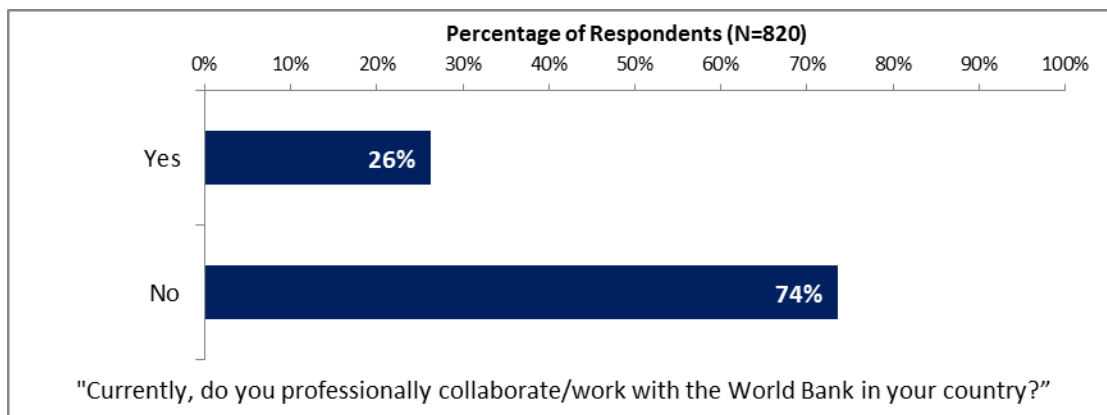 Percentage of Respondents (N=820)
0% 10% 20% 30% 40% 50% 60% 70% 80% 90% 100%
Yes 26%
No 74%
"Currently, do you professionally collaborate/work with the World Bank in your country?”